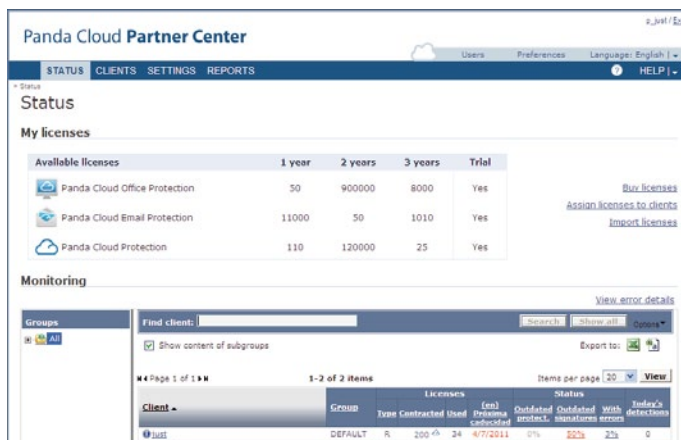 p_just / Ex
Panda Cloud Partner Center
Users Preferences Language: English |
STATUS CLIENTS SETTINGS REPORTS ? HELP |
Status
Status
My licenses
Available licenses 1 year 2 years 3 years Trial
Panda Cloud Office Protection 50 900000 8000 Yes
Panda Cloud Email Protection 11000 50 1010 Yes
Panda Cloud Protection 110 120000 25 Yes
Buy licenses
Assign licenses to clients
Import licenses
Monitoring
View error details
Groups
All
Find client: Search Show all Options
Show content of subgroups Export to:
Page 1 of 1 1-2 of 2 items Items per page 20 View
Licenses Status
Client Group Type Contracted Used (en) Próxima caducidad Outdated protect. Outdated signatures With errors Today's detections
just DEFAULT R 200 34 4/7/2011 0% 50% 2% 0